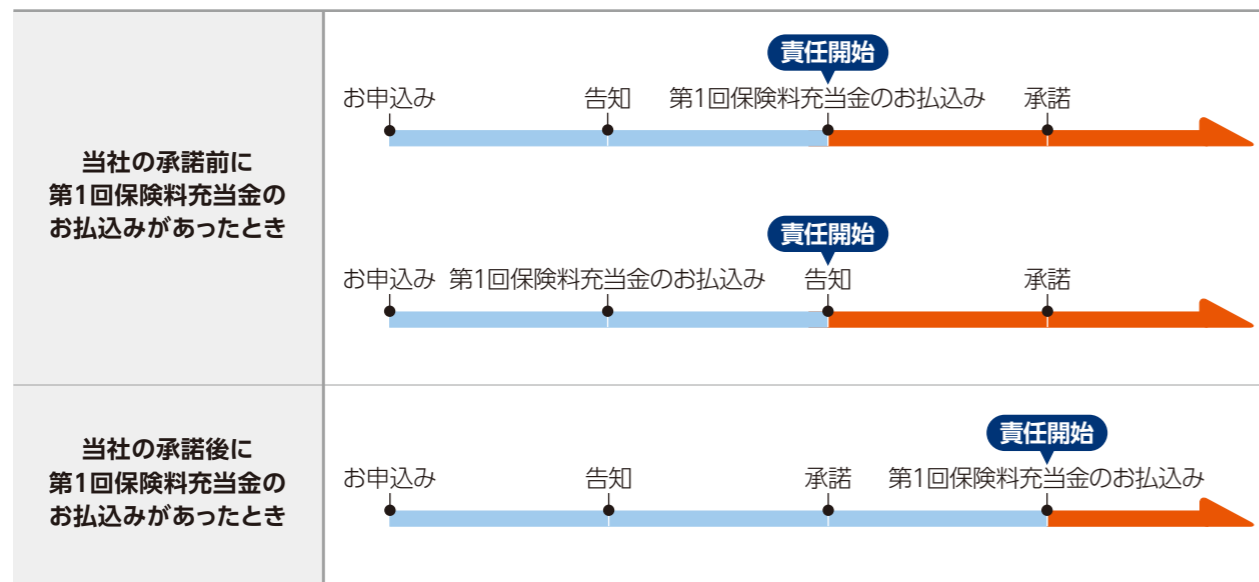 当社の承諾前に
第1回保険料充当金の
お払込みがあったとき
責任開始
お申込み 告知 第1回保険料充当金のお払込み 承諾
責任開始
お申込み 第1回保険料充当金のお払込み 告知 承諾
当社の承諾後に
第1回保険料充当金の
お払込みがあったとき
責任開始
お申込み 告知 承諾 第1回保険料充当金のお払込み